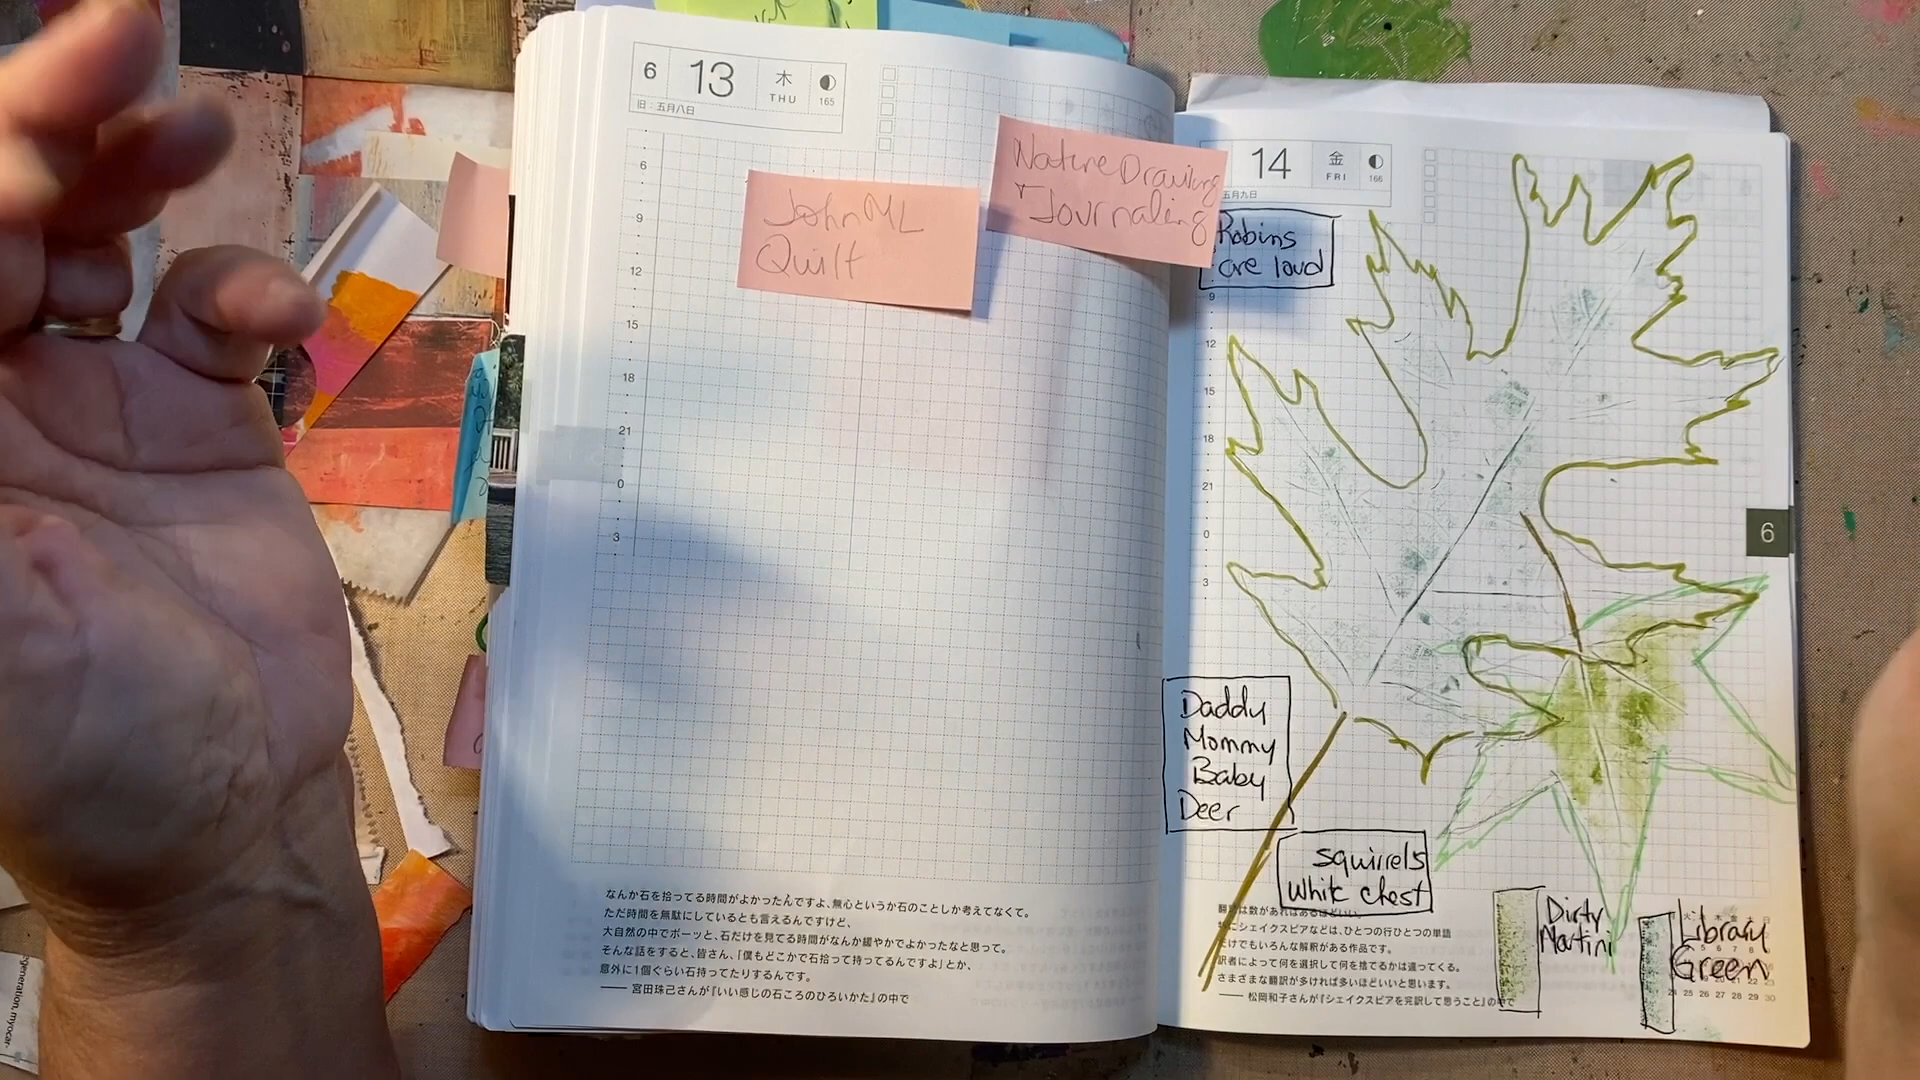 6
13
木
THU
165
旧：五月八日
6
9
12
15
18
21
0
3
John ML
Quilt
Nature Drawing
+ Journaling
なんか石を拾ってる時間がよかったんですよ、無心というか石のことしか考えてなくて。
ただ時間を無駄にしているとも言えるんですけど、
大自然の中でボーッと、石だけを見てる時間がなんか緩やかでよかったなと思って。
そんな話をすると、皆さん、「僕もどこかで石拾って持ってるんですよ」とか、
意外に1個ぐらい石持ってたりするんです。
── 宮田珠己さんが『いい感じの石ころのひろいかた』の中で
14
金
FRI
166
五月九日
Robins
are loud
9
12
15
18
21
0
3
6
Daddy
Mommy
Baby
Deer
squirrels
White chest
Dirty
Martini
Library
Green
シェイクスピアなどは、ひとつの行ひとつの単語
だけでもいろんな解釈がある作品です。
訳者によって何を選択して何を捨てるかは違ってくる。
さまざまな翻訳が多ければ多いほどいいと思います。
── 松岡和子さんが『シェイクスピアを完訳して思うこと』の中で
25 26 27 28 29 30